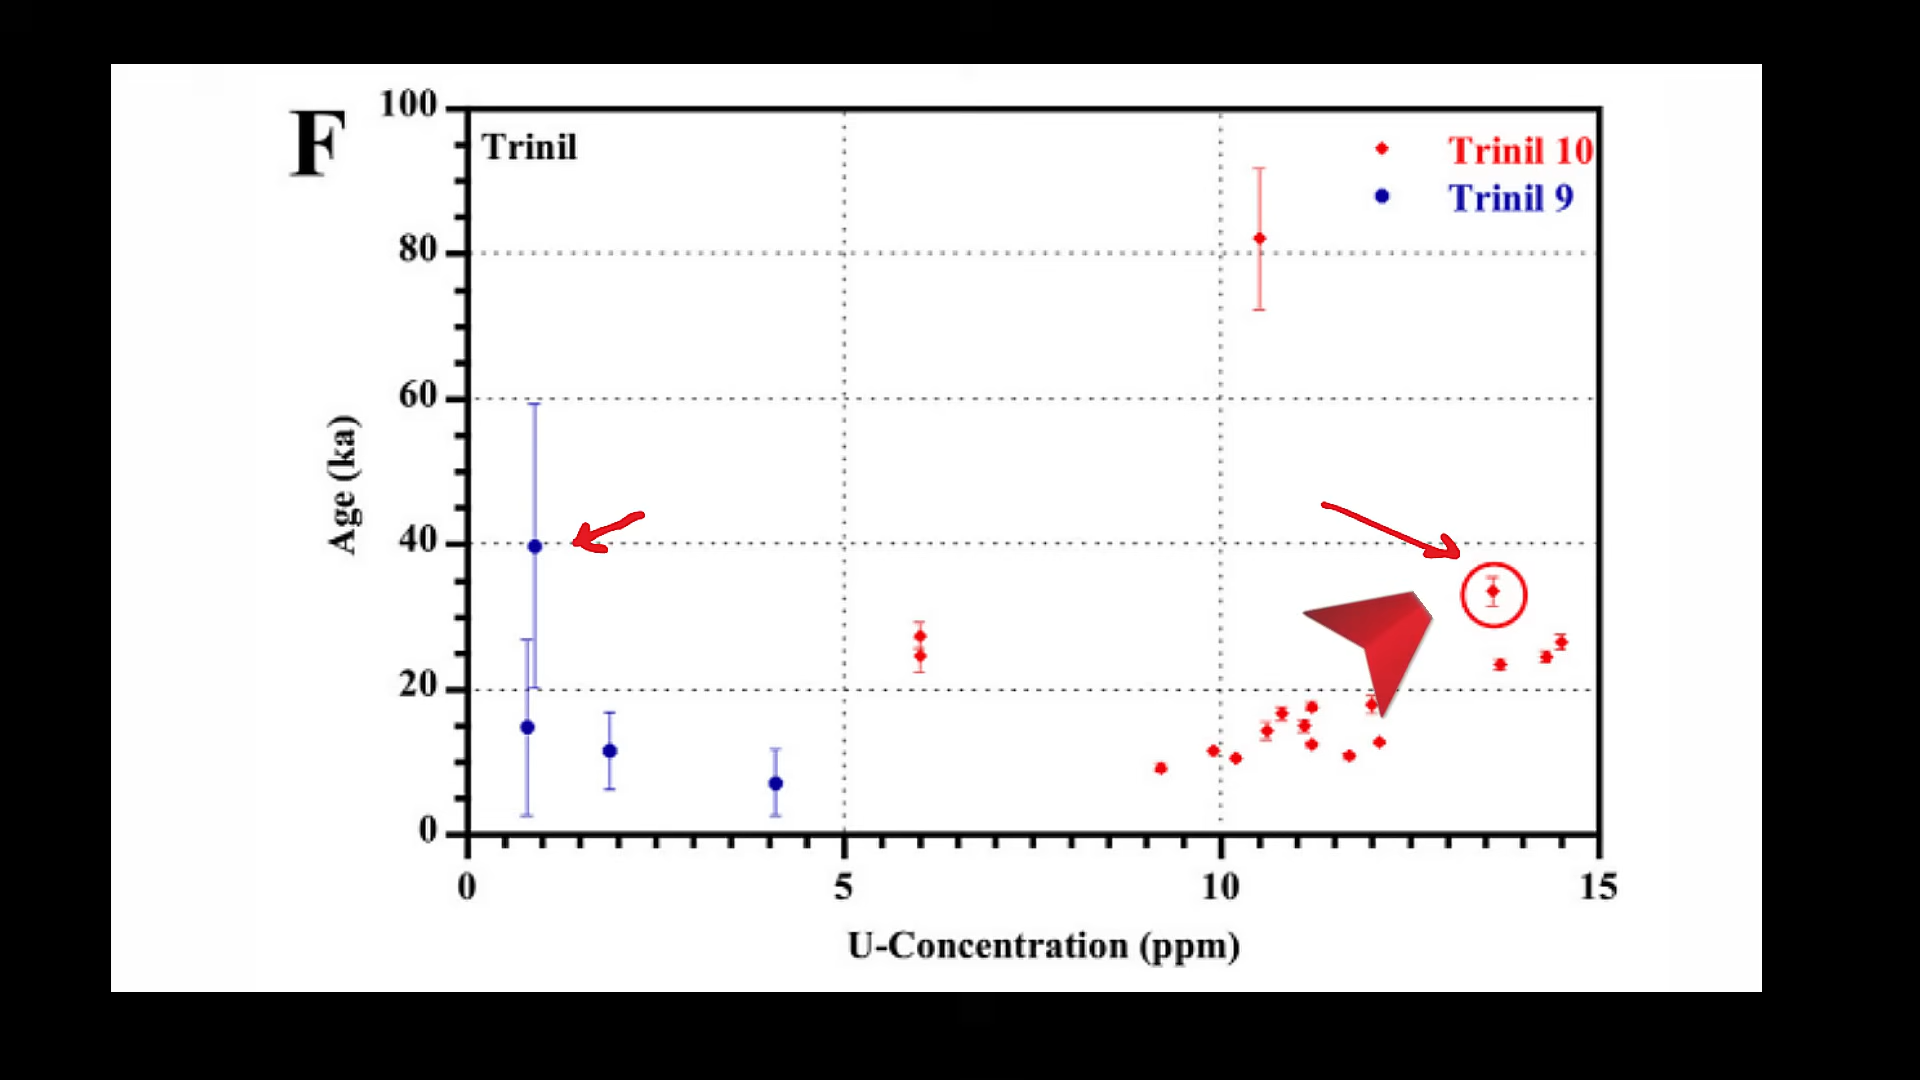 F
Trinil
Trinil 10
Trinil 9
100
80
60
40
20
0
Age (ka)
0 5 10 15
U-Concentration (ppm)